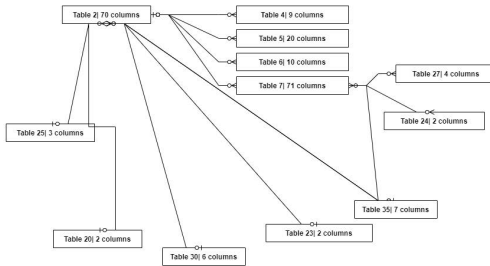 Table 2| 70 columns
Table 4| 9 columns
Table 5| 20 columns
Table 6| 10 columns
Table 7| 71 columns
Table 27| 4 columns
Table 24| 2 columns
Table 25| 3 columns
Table 35| 7 columns
Table 20| 2 columns
Table 23| 2 columns
Table 30| 6 columns